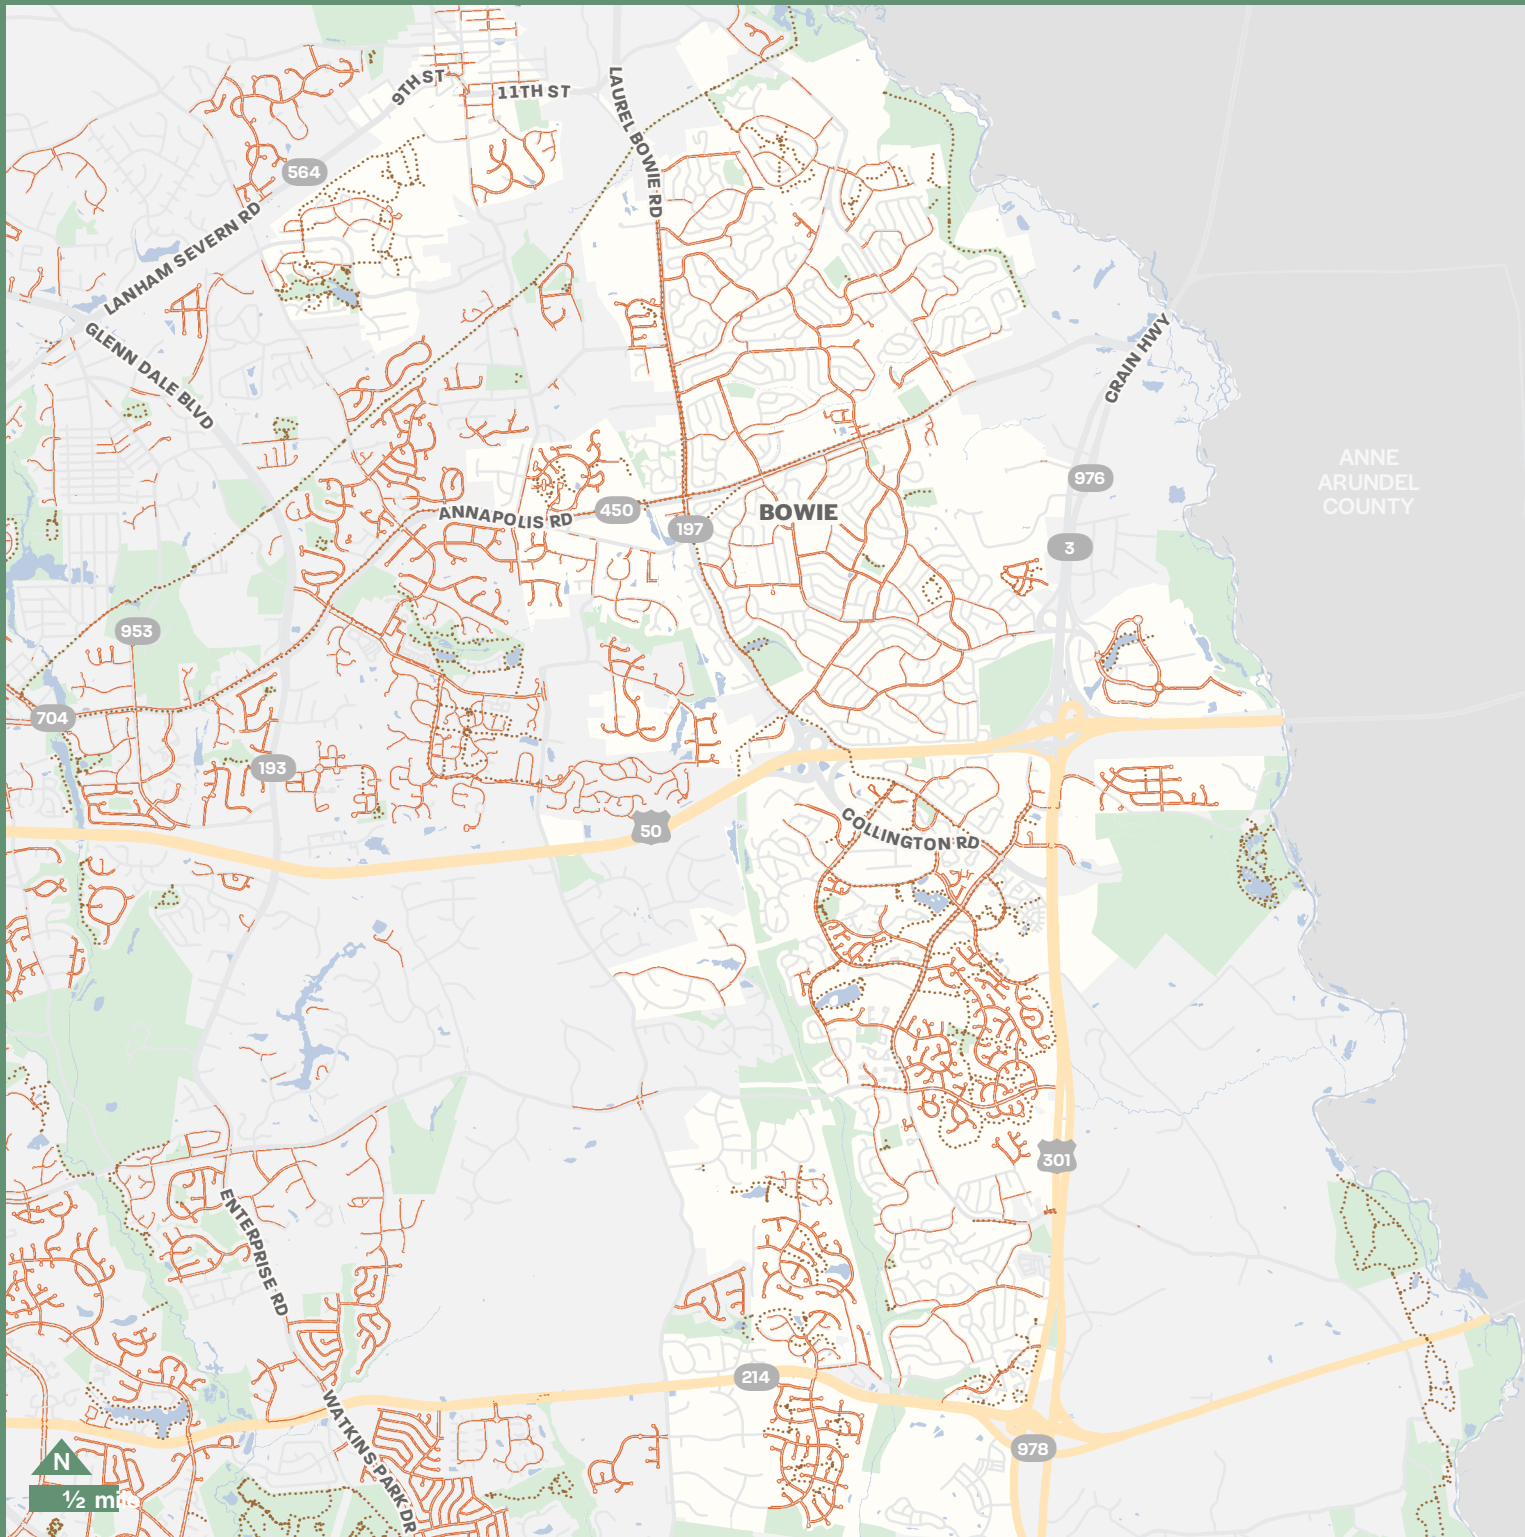 9TH ST
11TH ST
LAUREL BOWIE RD
564
LANHAM SEVERN RD
GLENN DALE BLVD
CRAIN HWY
ANNE
ARUNDEL
COUNTY
976
ANNAPOLIS RD
450
BOWIE
197
3
953
704
193
50
COLLINGTON RD
301
ENTERPRISE RD
214
WATKINS PARK DR
978
N
½ mile